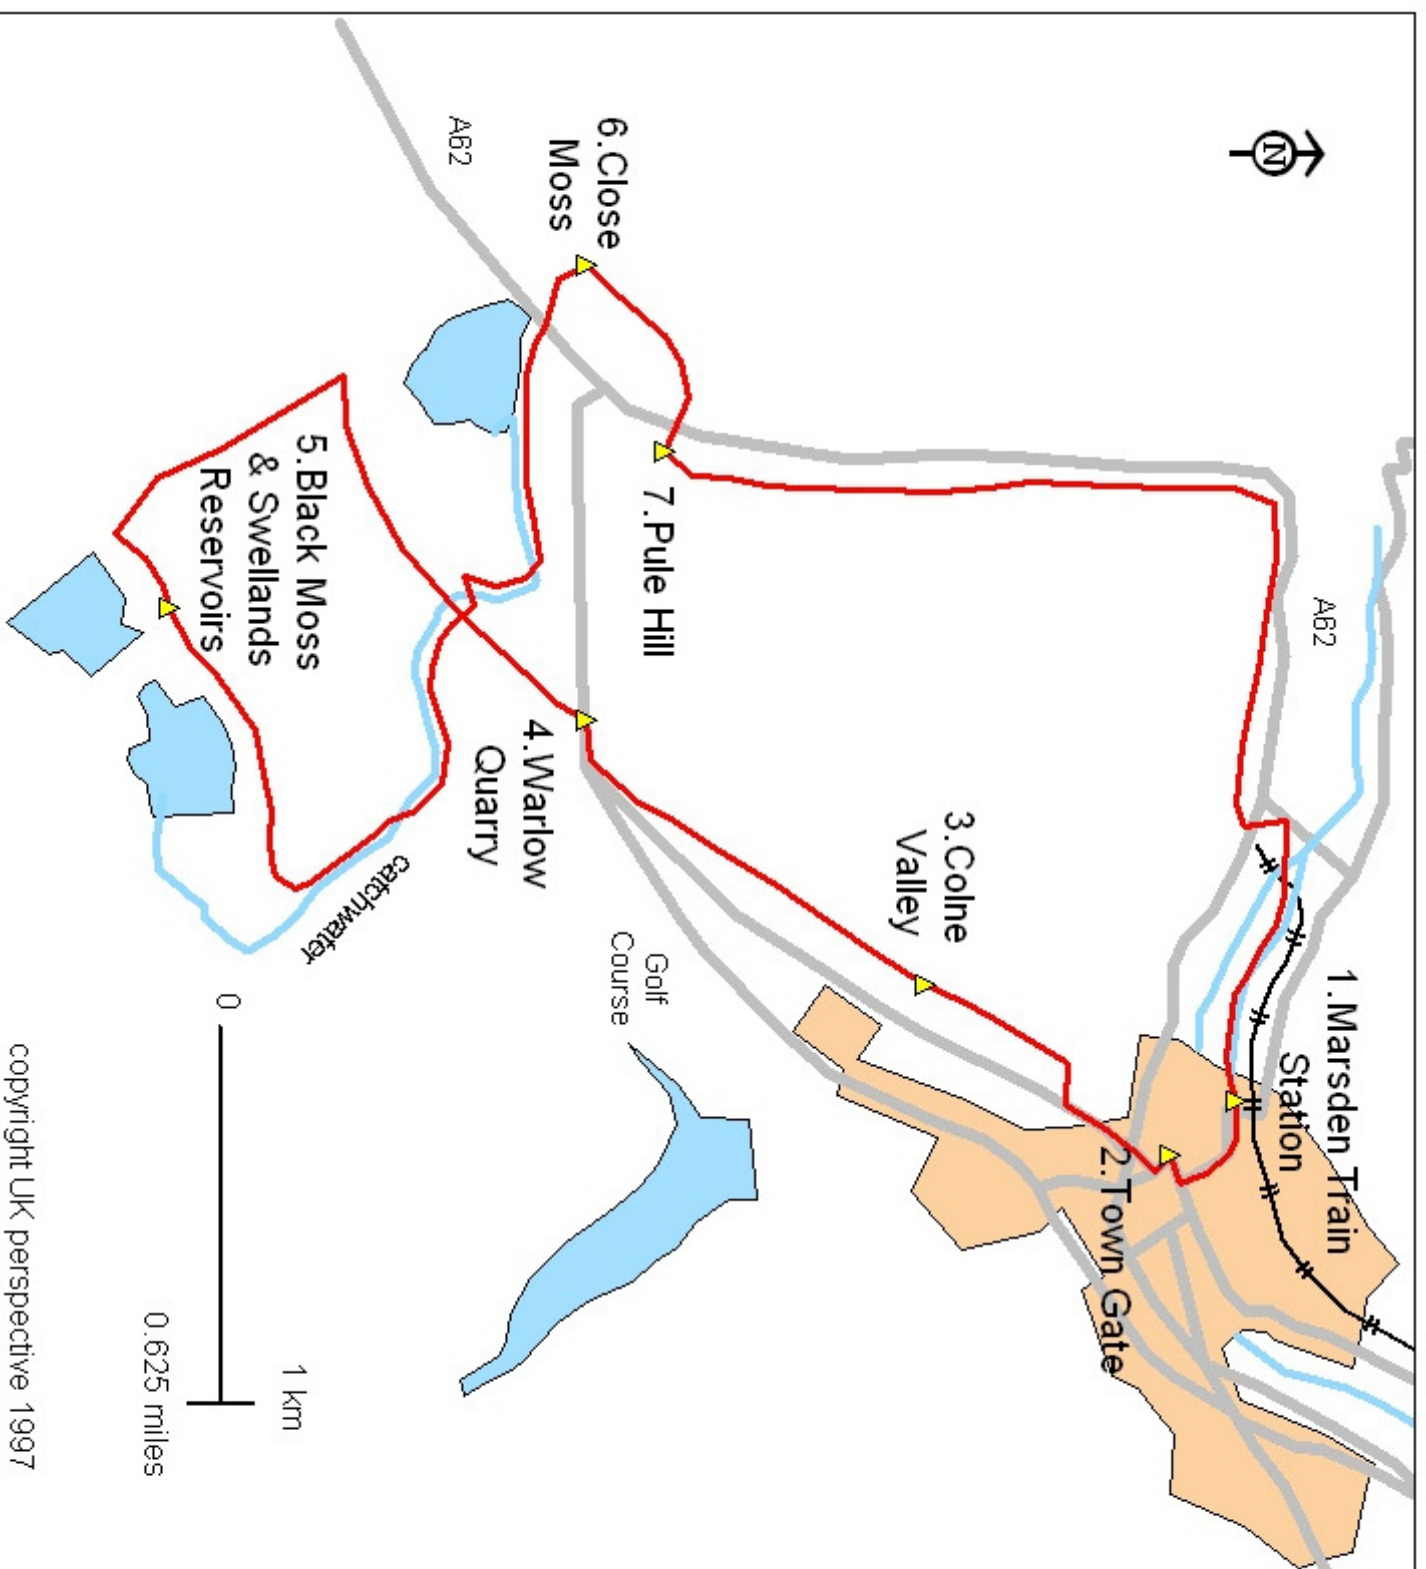 N
A62
1.Marsden Train
Station
2.Town Gate
3.Colne
Valley
7.Pule Hill
6.Close
Moss
A62
4.Warlow
Quarry
5.Black Moss
& Swellands
Reservoirs
catchwater
Golf
Course
0
1 km
0.625 miles
copyright UK perspective 1997